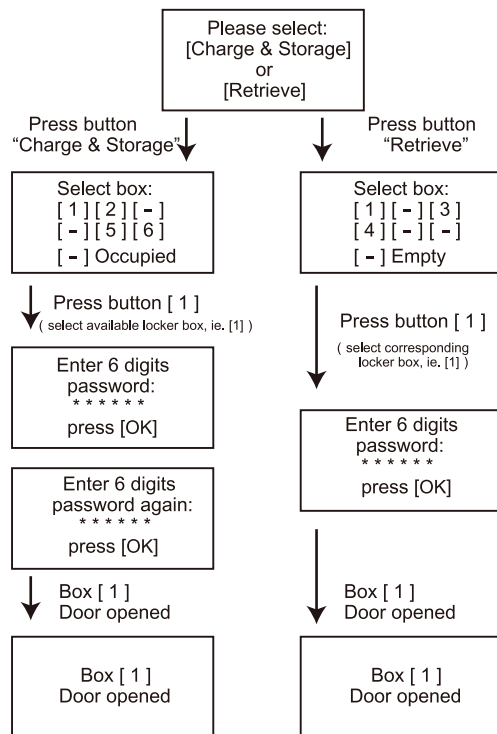 Please select:
[Charge & Storage]
or
[Retrieve]
Press button
“Charge & Storage”
Select box:
[ 1 ] [ 2 ] [ - ]
[ - ] [ 5 ] [ 6 ]
[ - ] Occupied
Press button [ 1 ]
( select available locker box, ie. [1] )
Enter 6 digits
password:
* * * * * *
press [OK]
Enter 6 digits
password again:
* * * * * *
press [OK]
Box [ 1 ]
Door opened
Box [ 1 ]
Door opened
Press button
“Retrieve”
Select box:
[ 1 ] [ - ] [ 3 ]
[ 4 ] [ - ] [ - ]
[ - ] Empty
Press button [ 1 ]
( select corresponding
locker box, ie. [1] )
Enter 6 digits
password:
* * * * * *
press [OK]
Box [ 1 ]
Door opened
Box [ 1 ]
Door opened